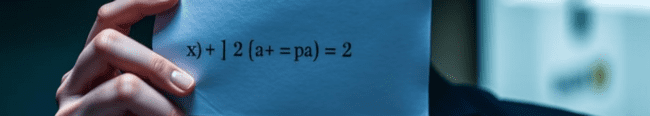 x)+] 2 (a+ =pa) = 2